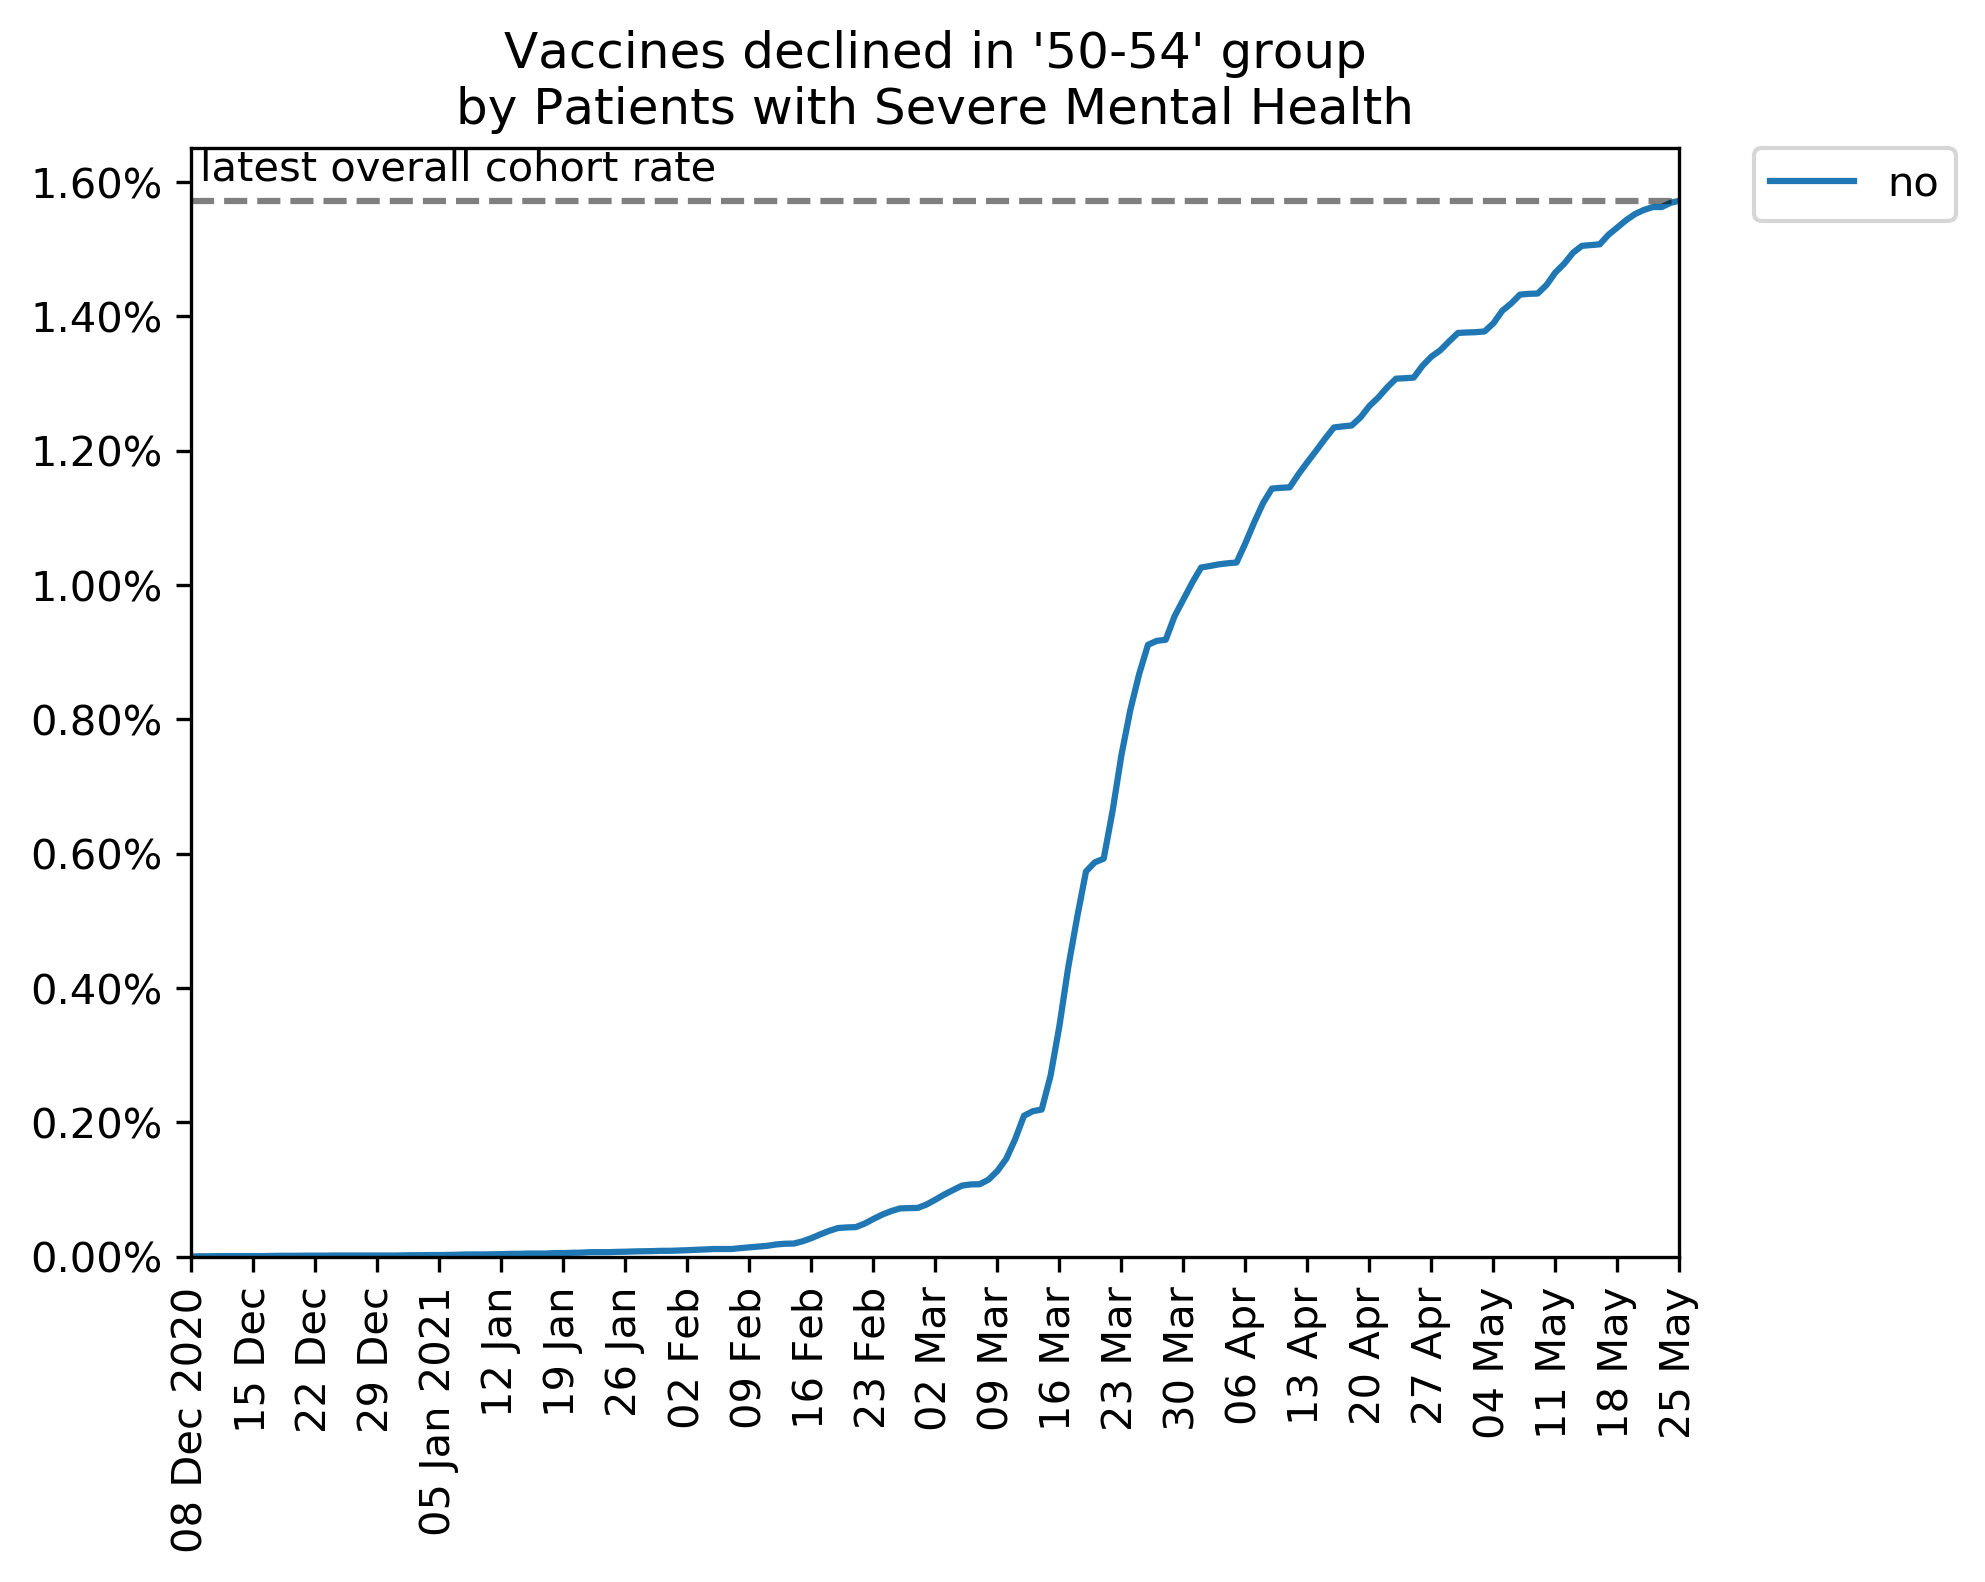 Vaccines declined in '50-54' group
by Patients with Severe Mental Health
latest overall cohort rate
no
1.60%
1.40%
1.20%
1.00%
0.80%
0.60%
0.40%
0.20%
0.00%
08 Dec 2020
15 Dec
22 Dec
29 Dec
05 Jan 2021
12 Jan
19 Jan
26 Jan
02 Feb
09 Feb
16 Feb
23 Feb
02 Mar
09 Mar
16 Mar
23 Mar
30 Mar
06 Apr
13 Apr
20 Apr
27 Apr
04 May
11 May
18 May
25 May